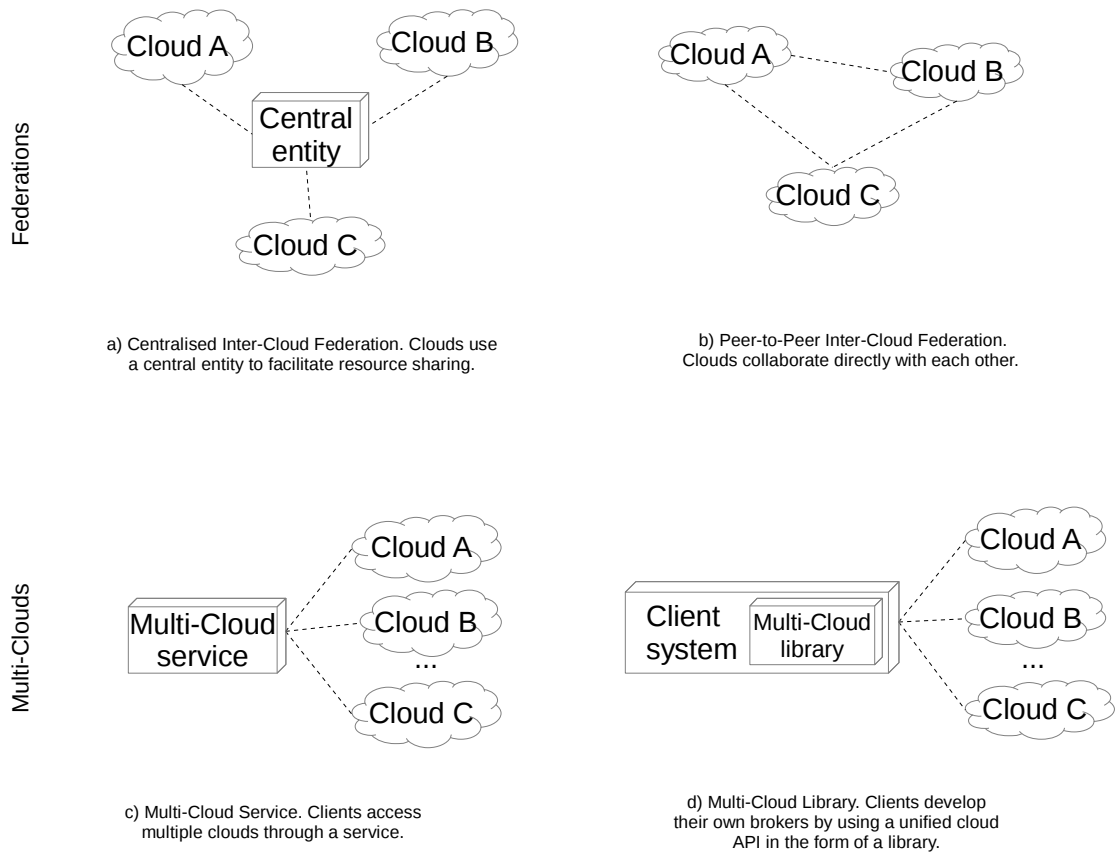 Federations
Cloud A
Cloud B
Central
entity
Cloud C
a) Centralised Inter-Cloud Federation. Clouds use
a central entity to facilitate resource sharing.
Cloud A
Cloud B
Cloud C
b) Peer-to-Peer Inter-Cloud Federation.
Clouds collaborate directly with each other.
Multi-Clouds
Multi-Cloud
service
Cloud A
Cloud B
...
Cloud C
c) Multi-Cloud Service. Clients access
multiple clouds through a service.
Client
system
Multi-Cloud
library
Cloud A
Cloud B
...
Cloud C
d) Multi-Cloud Library. Clients develop
their own brokers by using a unified cloud
API in the form of a library.